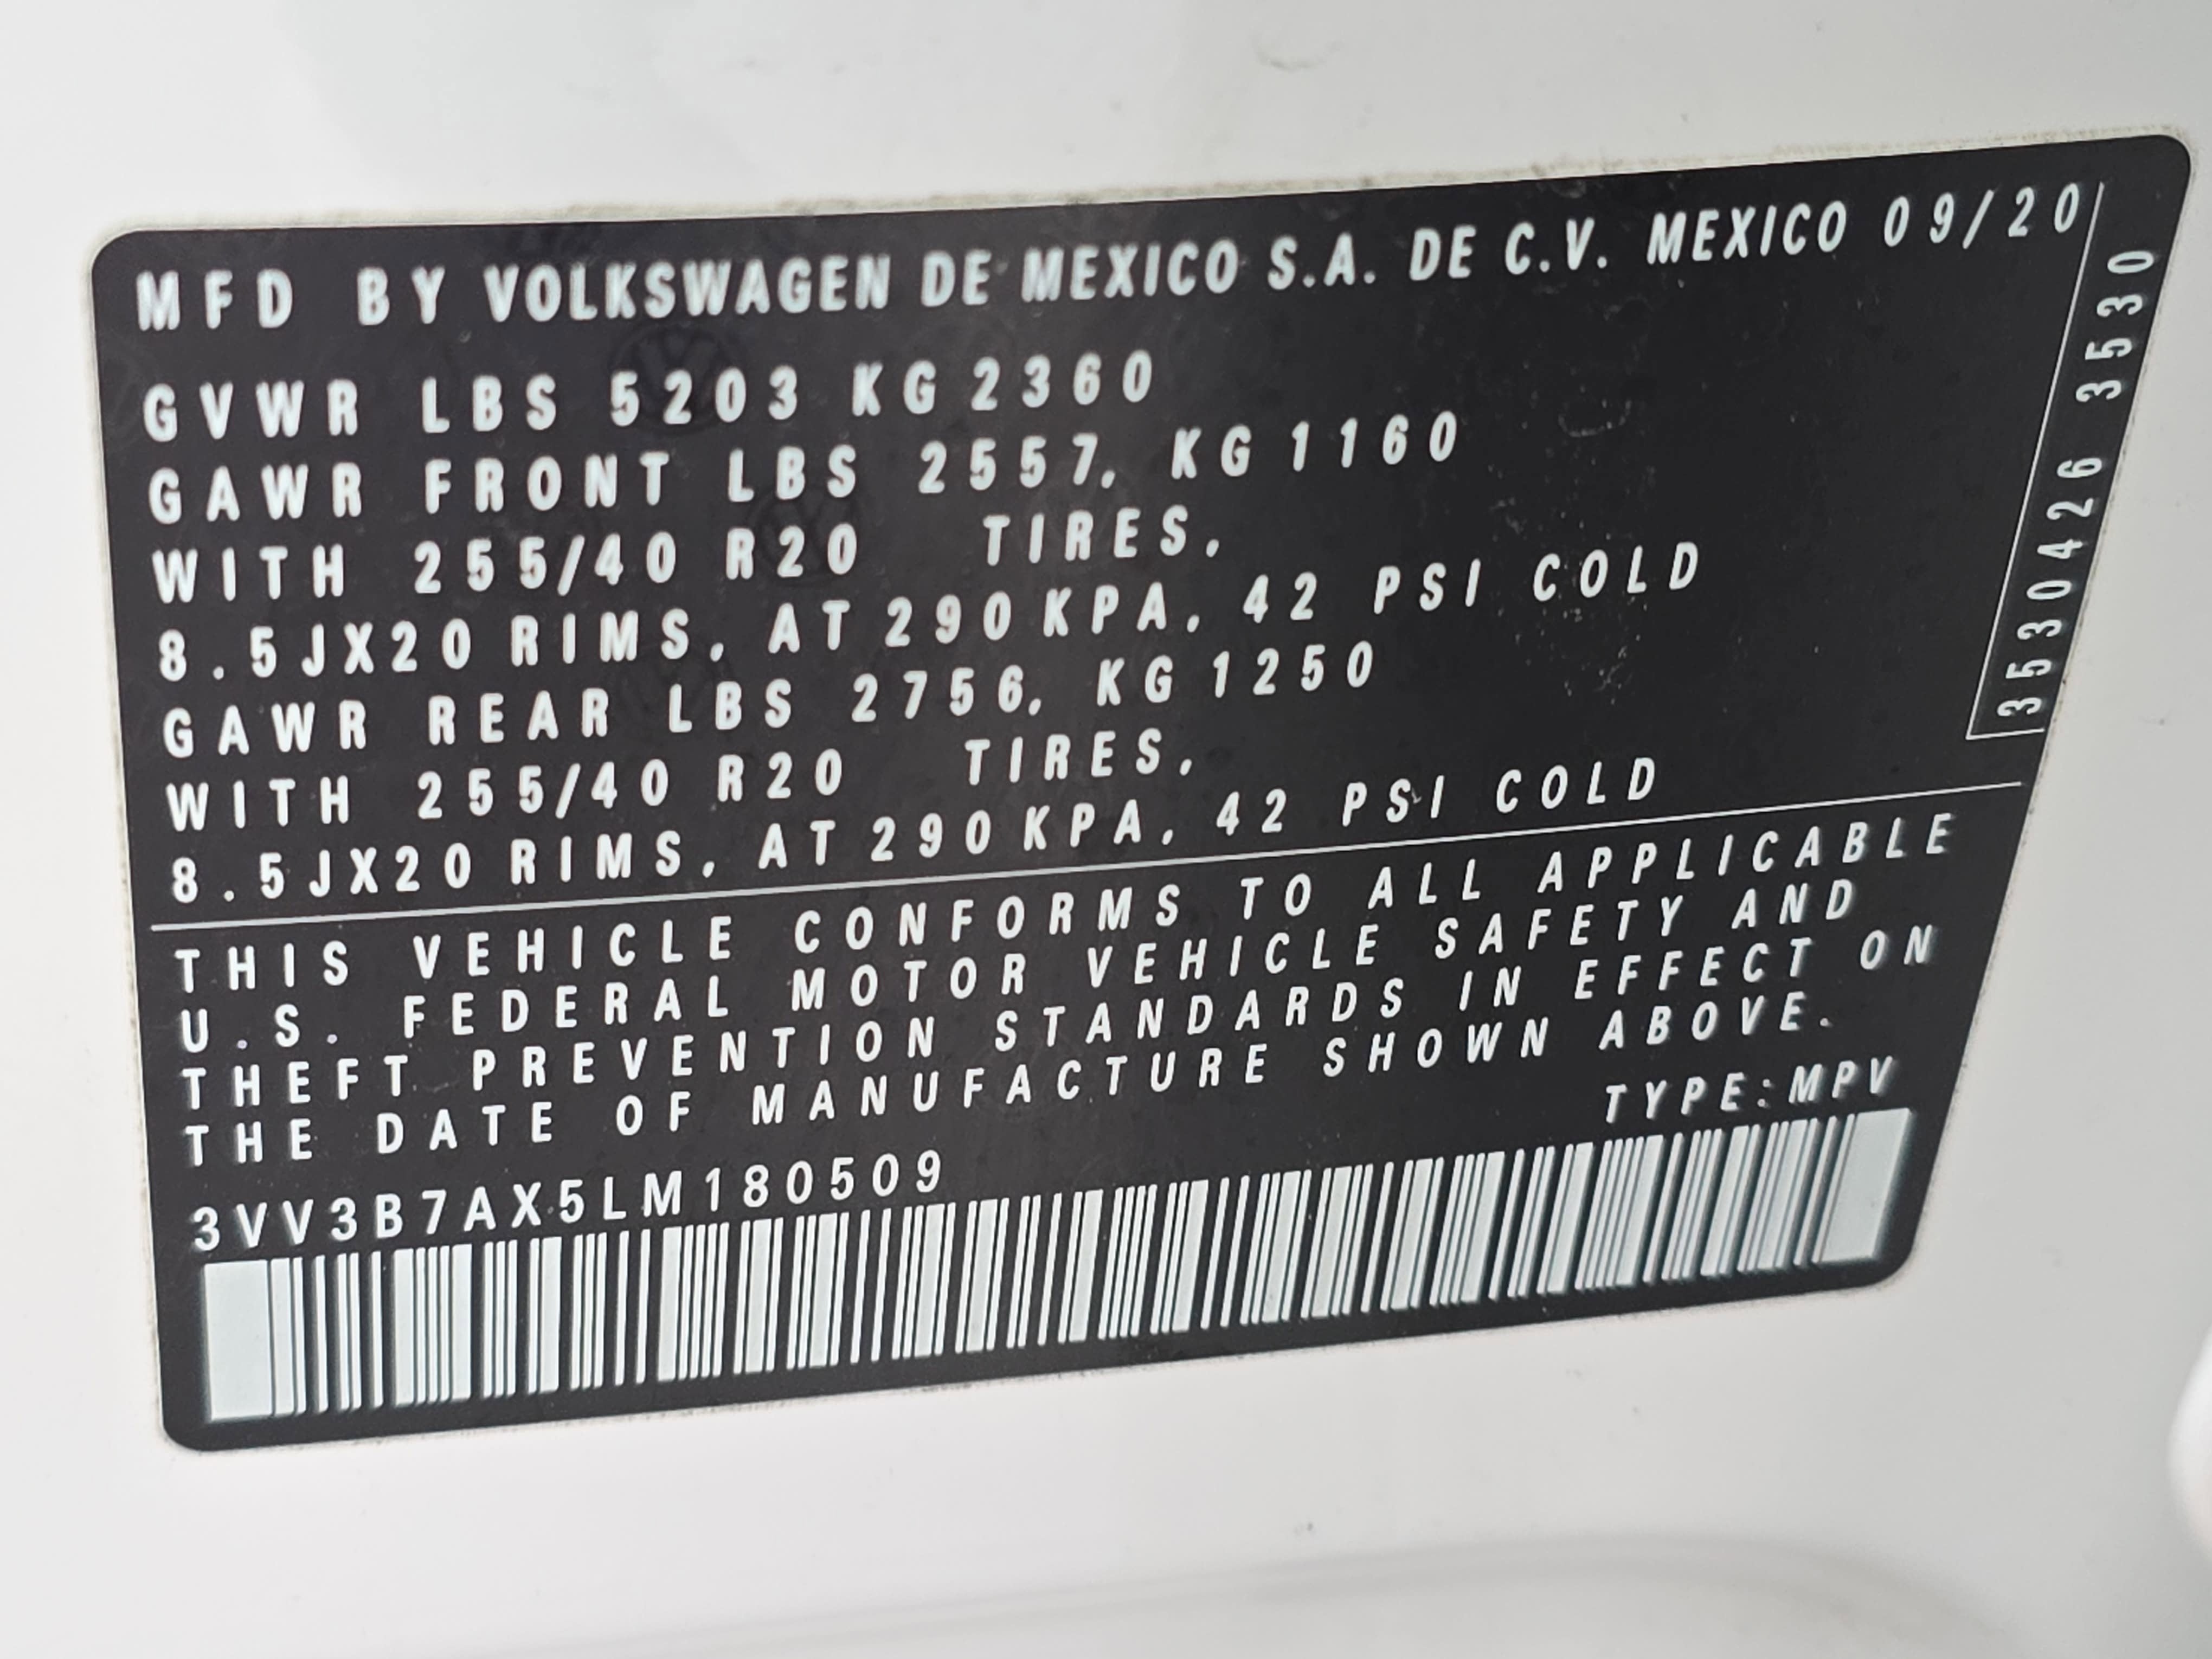 MFD BY VOLKSWAGEN DE MEXICO S.A. DE C.V. MEXICO 09/20
GVWR LBS 5203 KG 2360
GAWR FRONT LBS 2557, KG 1160
WITH 255/40 R20 TIRES,
8.5JX20 RIMS, AT 290 KPA, 42 PSI COLD
GAWR REAR LBS 2756, KG 1250
WITH 255/40 R20 TIRES,
8.5JX20 RIMS, AT 290 KPA, 42 PSI COLD
3530426 3530
THIS VEHICLE CONFORMS TO ALL APPLICABLE
U.S. FEDERAL MOTOR VEHICLE SAFETY AND
THEFT PREVENTION STANDARDS IN EFFECT ON
THE DATE OF MANUFACTURE SHOWN ABOVE.
TYPE:MPV
3VV3B7AX5LM180509